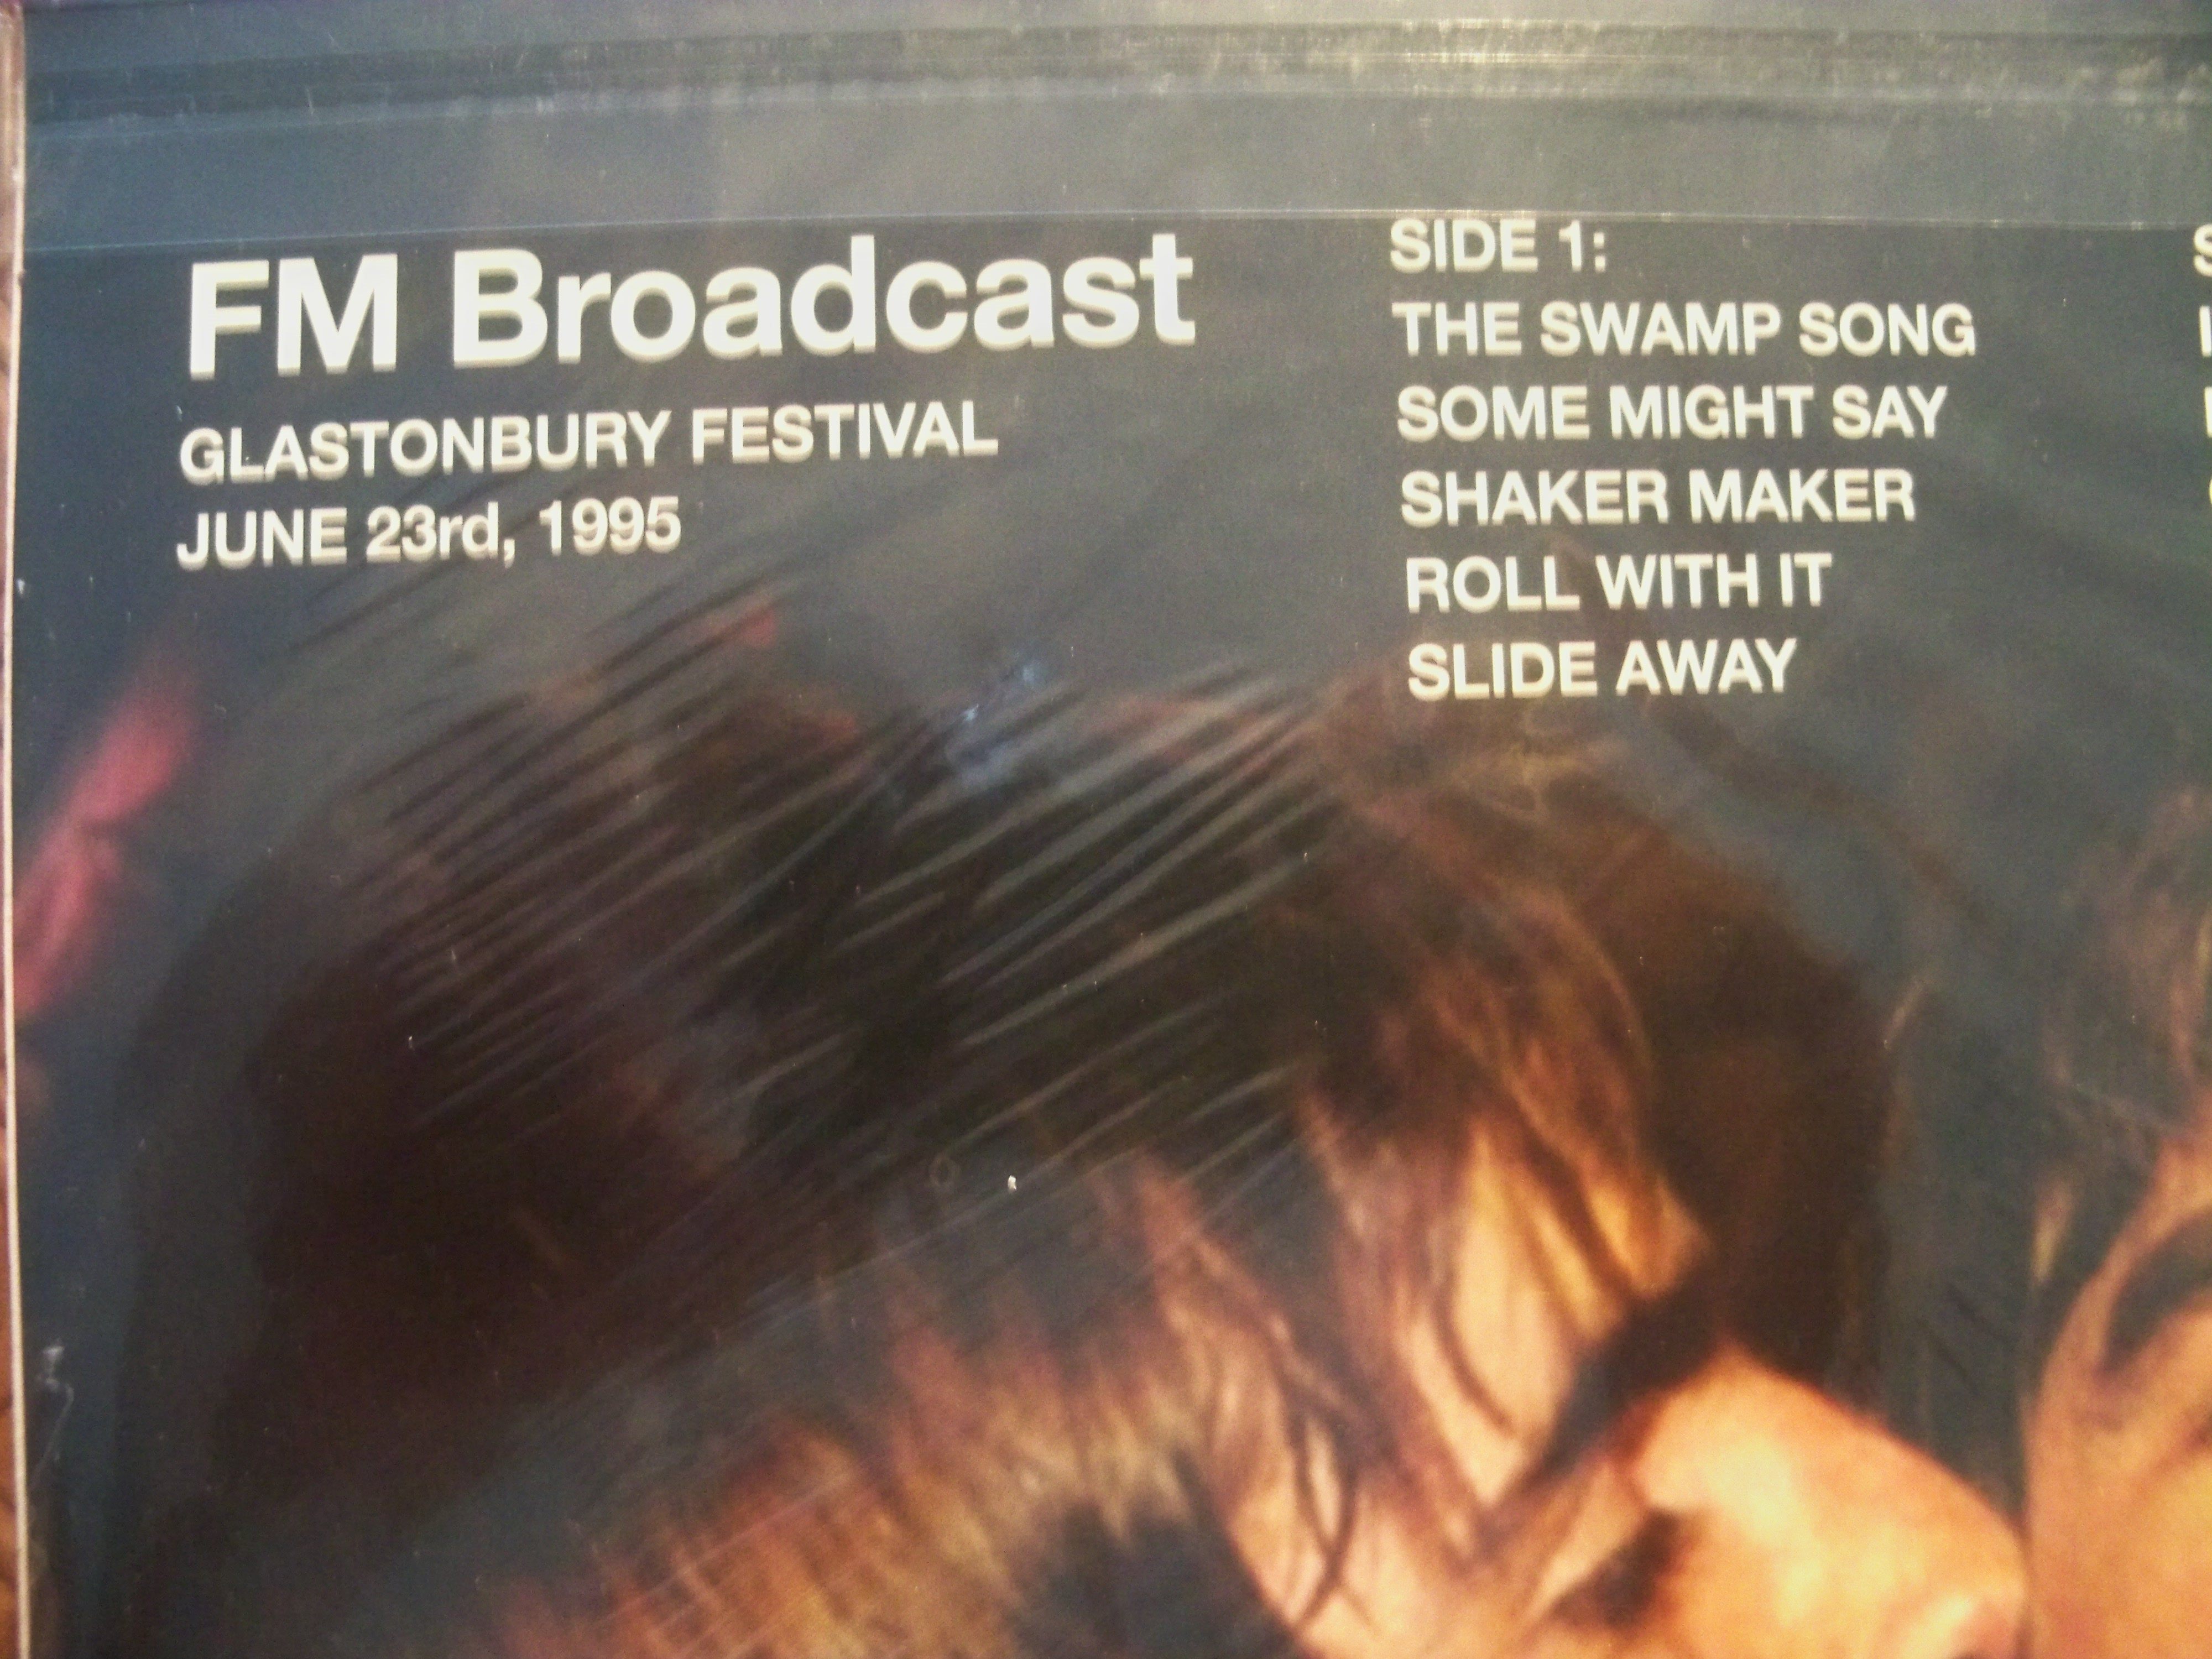 FM Broadcast
GLASTONBURY FESTIVAL
JUNE 23rd, 1995
SIDE 1:
THE SWAMP SONG
SOME MIGHT SAY
SHAKER MAKER
ROLL WITH IT
SLIDE AWAY